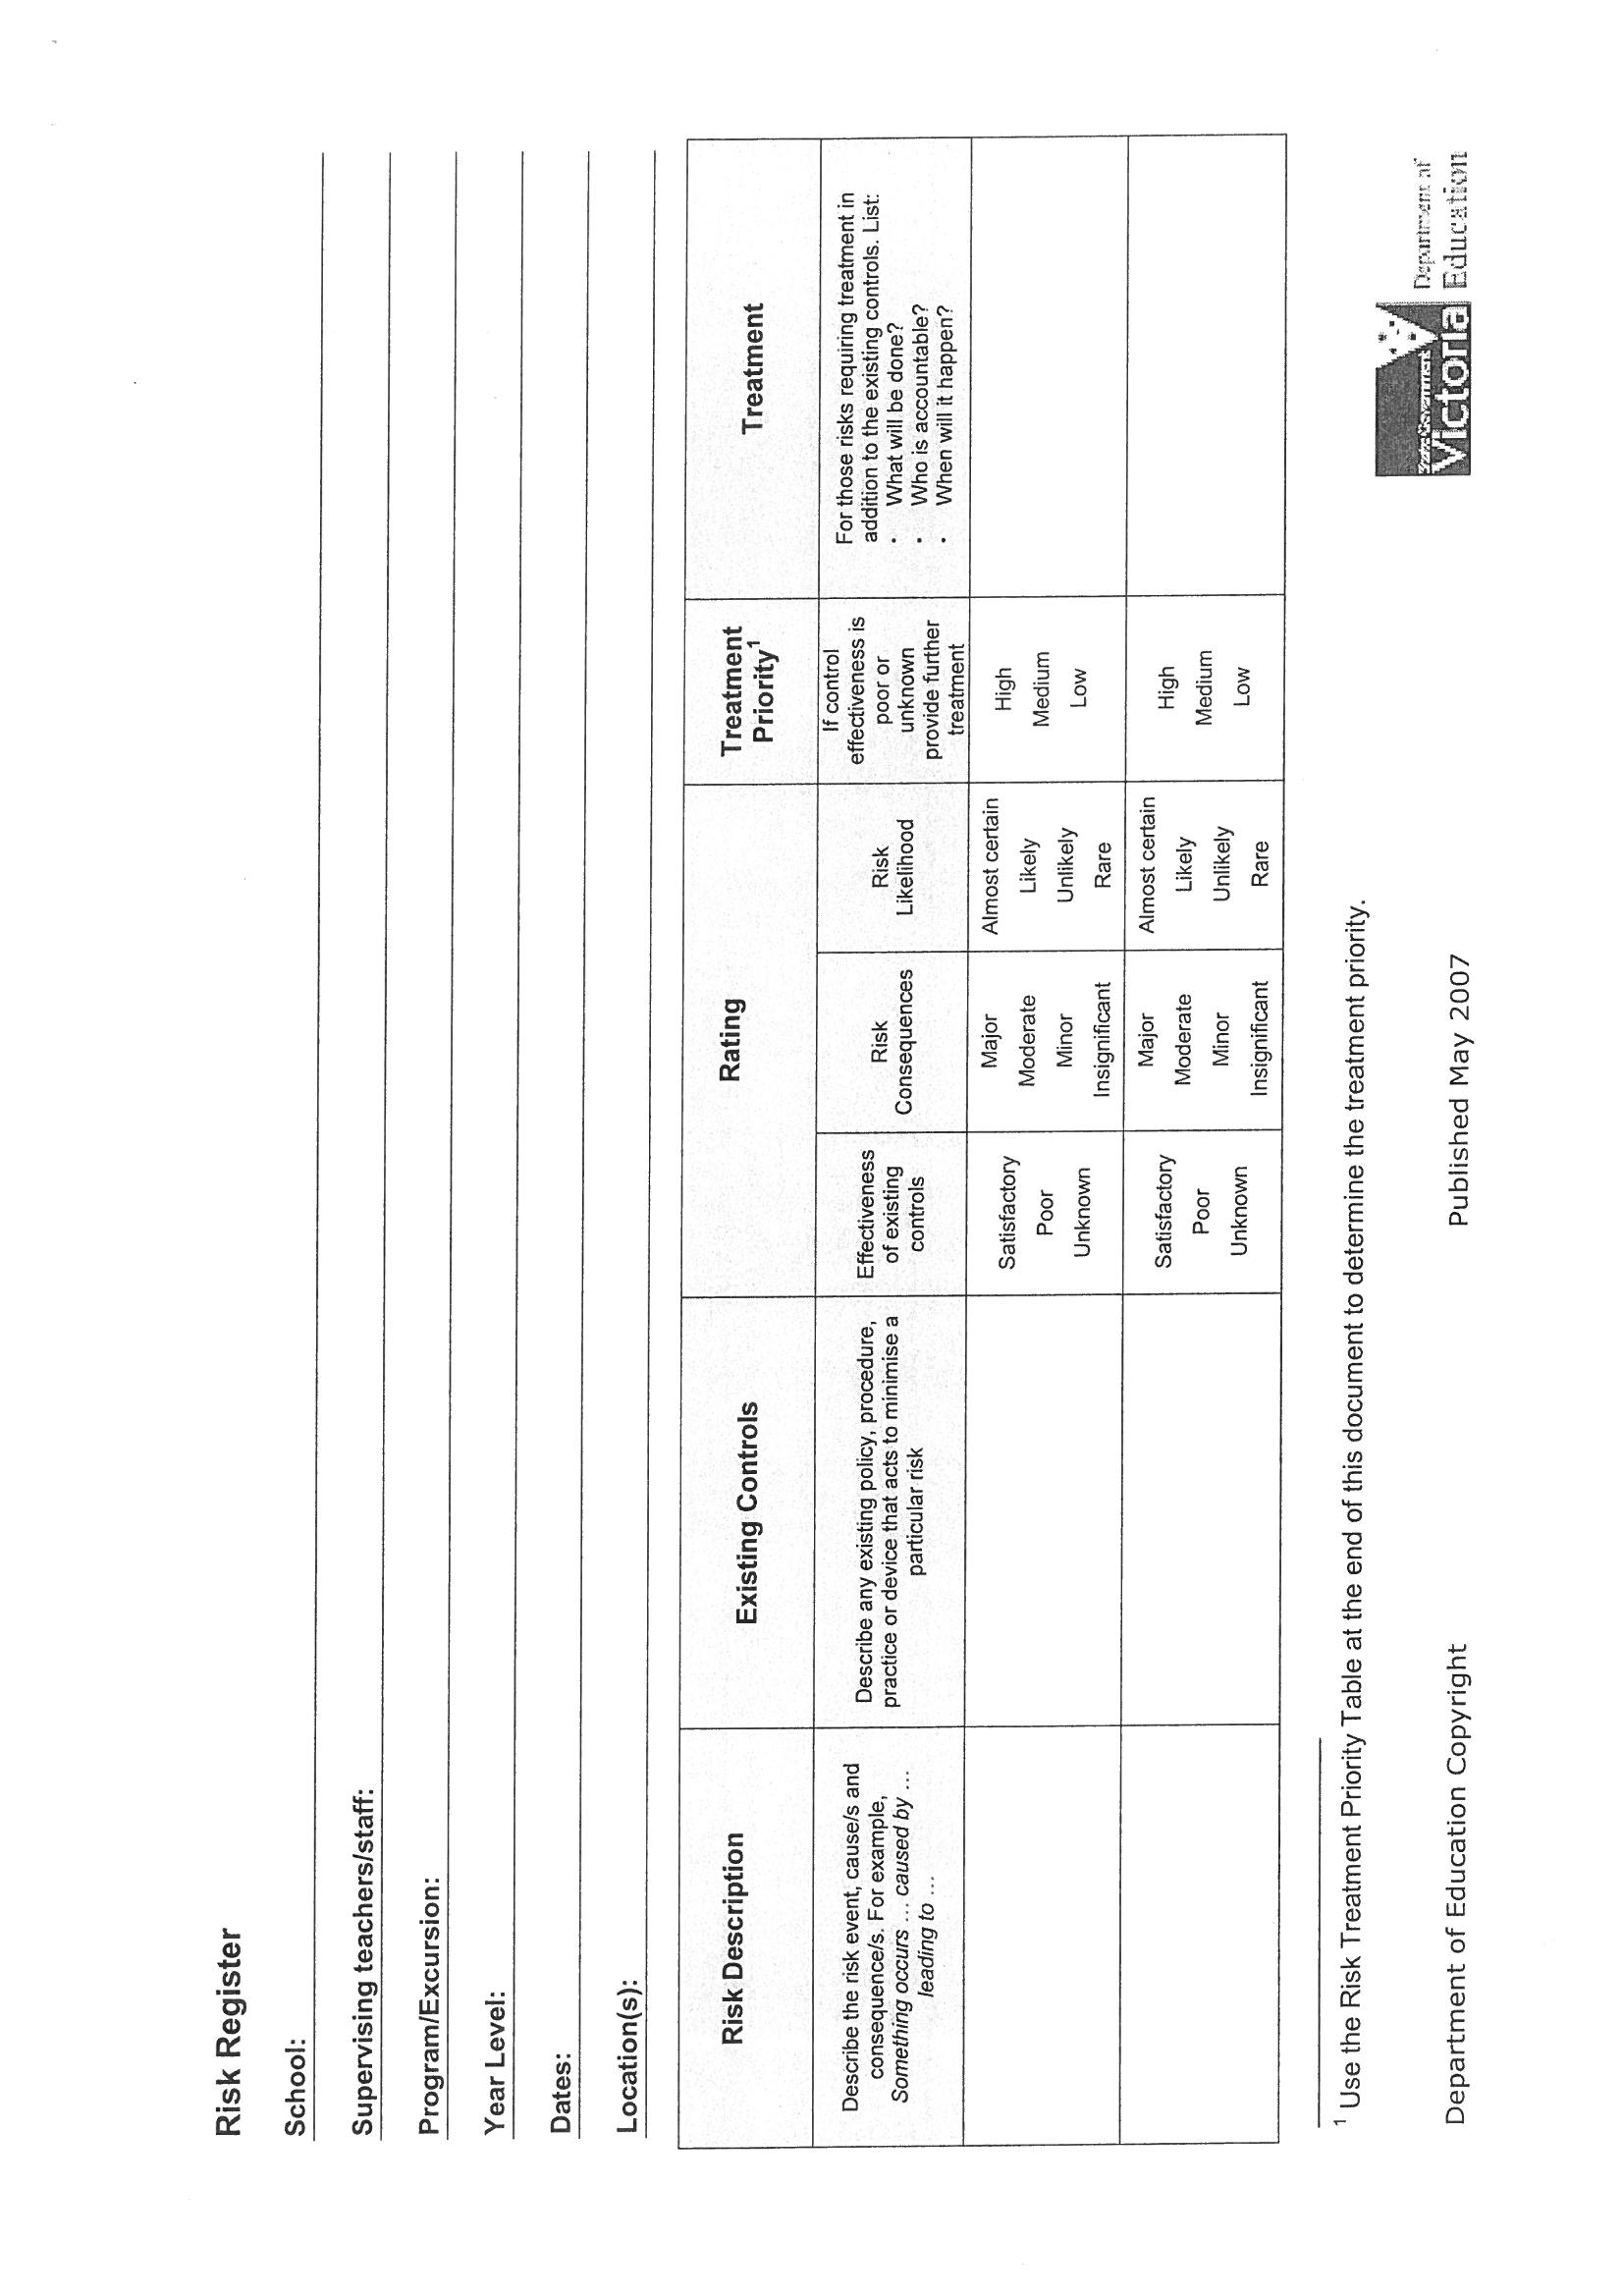 Risk Register
School:
Supervising teachers/staff:
Program/Excursion:
Year Level:
Dates:
Location(s):
Risk Description
Existing Controls
Rating
Treatment
Priority1
Treatment
Describe the risk event, cause/s and
consequence/s. For example,
Something occurs ... caused by ...
leading to ...
Describe any existing policy, procedure,
practice or device that acts to minimise a
particular risk
Effectiveness
of existing
controls
Risk
Consequences
Risk
Likelihood
If control
effectiveness is
poor or
unknown
provide further
treatment
For those risks requiring treatment in
addition to the existing controls. List:
• What will be done?
• Who is accountable?
• When will it happen?
Satisfactory
Poor
Unknown
Major
Moderate
Minor
Insignificant
Almost certain
Likely
Unlikely
Rare
High
Medium
Low
Satisfactory
Poor
Unknown
Major
Moderate
Minor
Insignificant
Almost certain
Likely
Unlikely
Rare
High
Medium
Low
1 Use the Risk Treatment Priority Table at the end of this document to determine the treatment priority.
Department of Education Copyright
Published May 2007
Victoria
Department of
Education